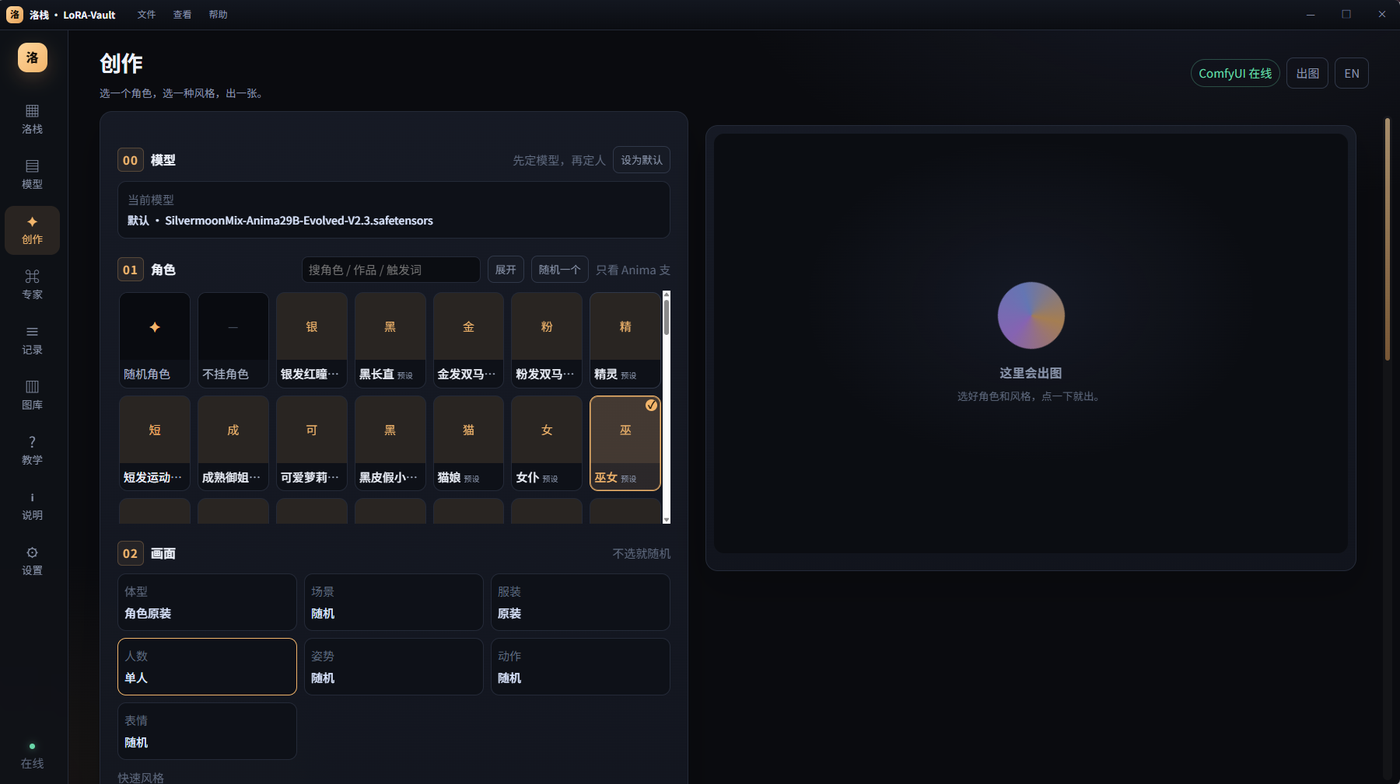 洛 洛栈 · LoRA-Vault 文件 查看 帮助
洛
洛栈
模型
创作
专家
记录
图库
教学
说明
设置
在线
创作
选一个角色，选一种风格，出一张。
ComfyUI 在线 出图 EN
00 模型 先定模型，再定人 设为默认
当前模型
默认 · SilvermoonMix-Anima29B-Evolved-V2.3.safetensors
01 角色 搜角色 / 作品 / 触发词 展开 随机一个 只看 Anima 支
银 黑 金 粉 精
随机角色 不挂角色 银发红瞳… 黑长直 预设 金发双马… 粉发双马… 精灵 预设
短 成 可 黑 猫 女 巫
短发运动… 成熟御姐… 可爱萝莉… 黑皮假小… 猫娘 预设 女仆 预设 巫女 预设
02 画面 不选就随机
体型 场景 服装
角色原装 随机 原装
人数 姿势 动作
单人 随机 随机
表情
随机
快速风格
这里会出图
选好角色和风格，点一下就出。